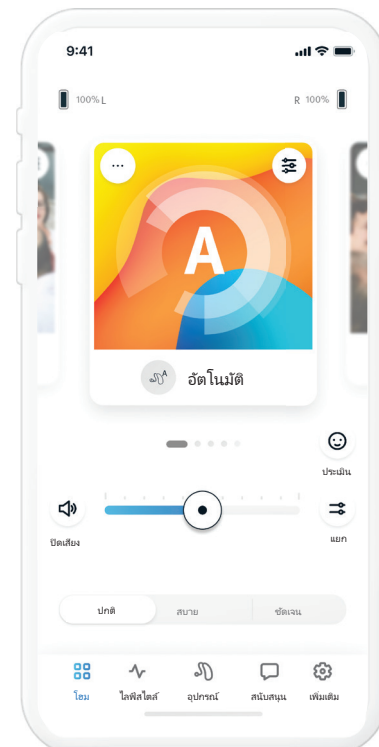 9:41
100% L
R 100%
A
A
อัตโนมัติ
ประเมิน
ปิดเสียง
แยก
ปกติ
สบาย
ชัดเจน
โฮม
ไลฟ์สไตล์
อุปกรณ์
สนับสนุน
เพิ่มเติม